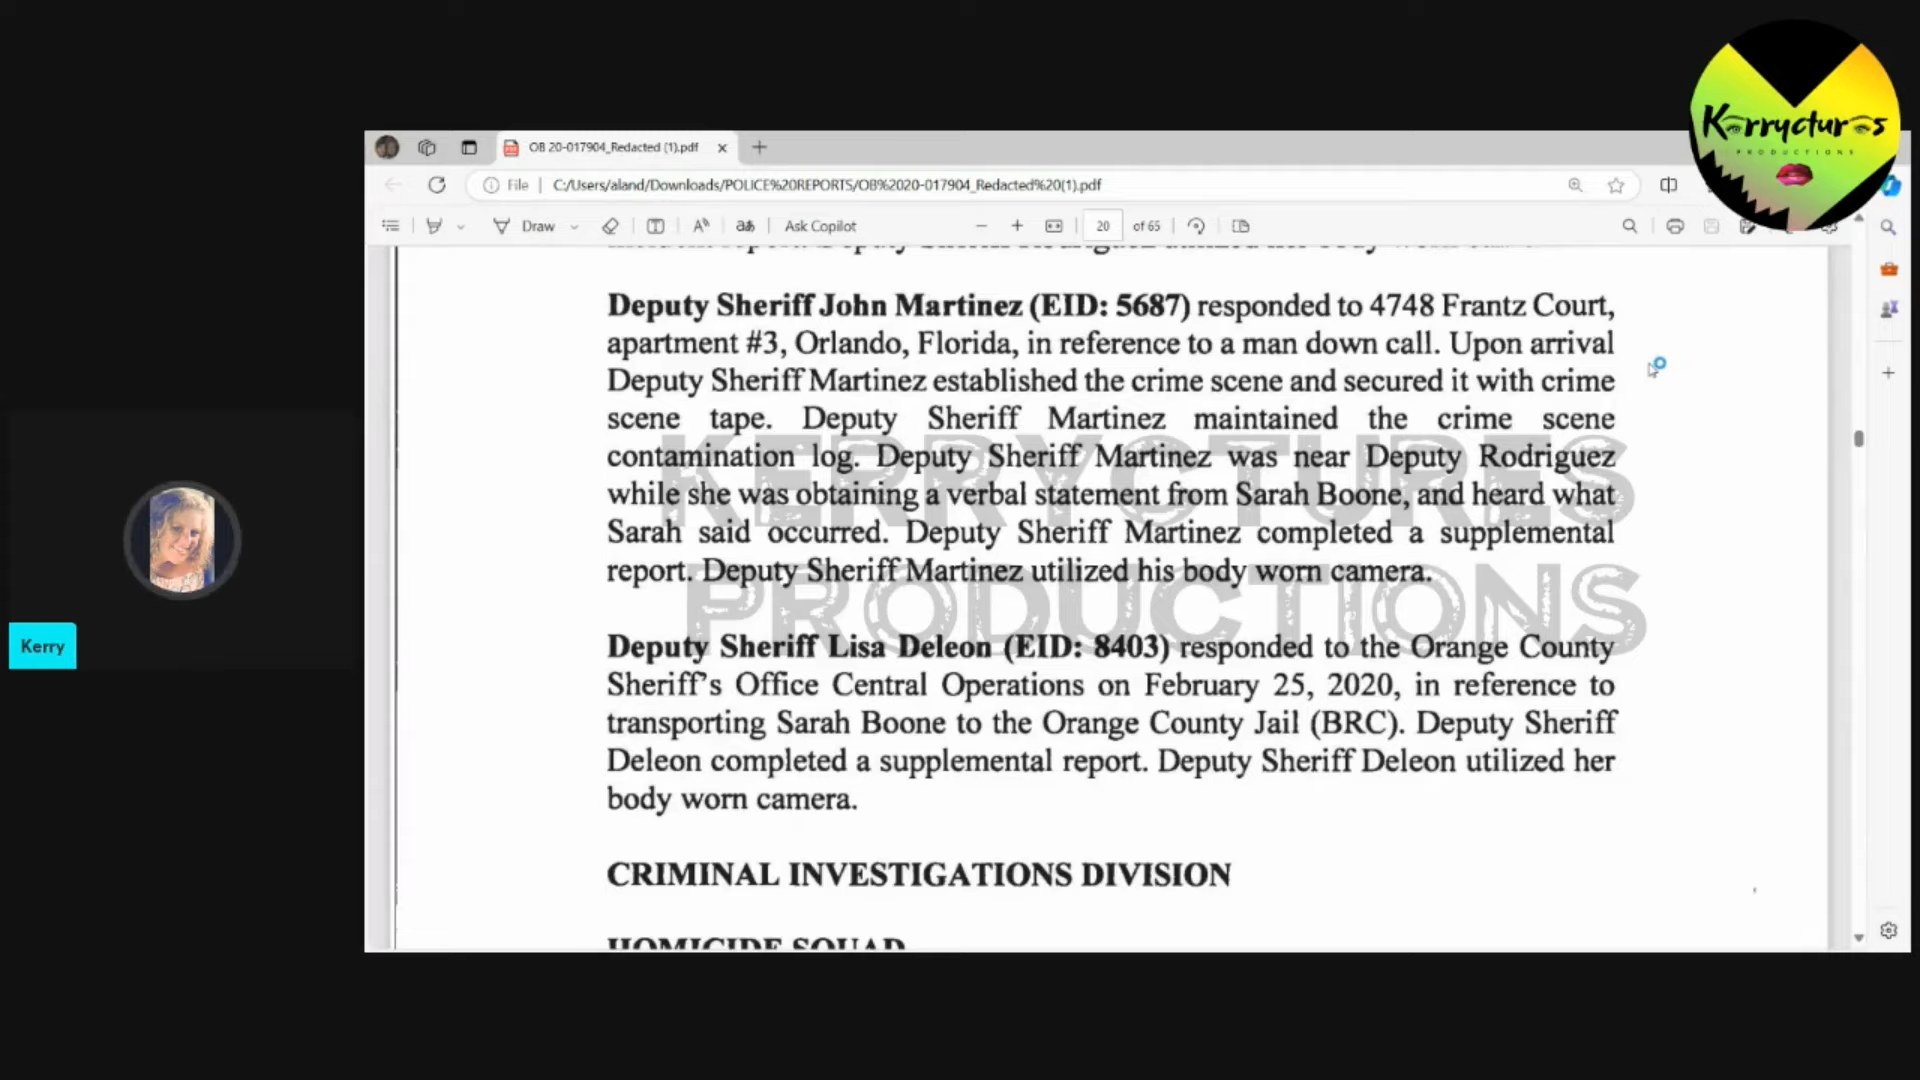 Kerryctures
PRODUCTIONS
OB 20-017904_Redacted (1).pdf
File
C:/Users/aland/Downloads/POLICE%20REPORTS/OB%2020-017904_Redacted%20(1).pdf
Draw
Ask Copilot
20 of 65
Deputy Sheriff John Martinez (EID: 5687) responded to 4748 Frantz Court,
apartment #3, Orlando, Florida, in reference to a man down call. Upon arrival
Deputy Sheriff Martinez established the crime scene and secured it with crime
scene tape. Deputy Sheriff Martinez maintained the crime scene
contamination log. Deputy Sheriff Martinez was near Deputy Rodriguez
while she was obtaining a verbal statement from Sarah Boone, and heard what
Sarah said occurred. Deputy Sheriff Martinez completed a supplemental
report. Deputy Sheriff Martinez utilized his body worn camera.
KERRYCTURES
PRODUCTIONS
Deputy Sheriff Lisa Deleon (EID: 8403) responded to the Orange County
Sheriff's Office Central Operations on February 25, 2020, in reference to
transporting Sarah Boone to the Orange County Jail (BRC). Deputy Sheriff
Deleon completed a supplemental report. Deputy Sheriff Deleon utilized her
body worn camera.
CRIMINAL INVESTIGATIONS DIVISION
HOMICIDE SQUAD
Kerry